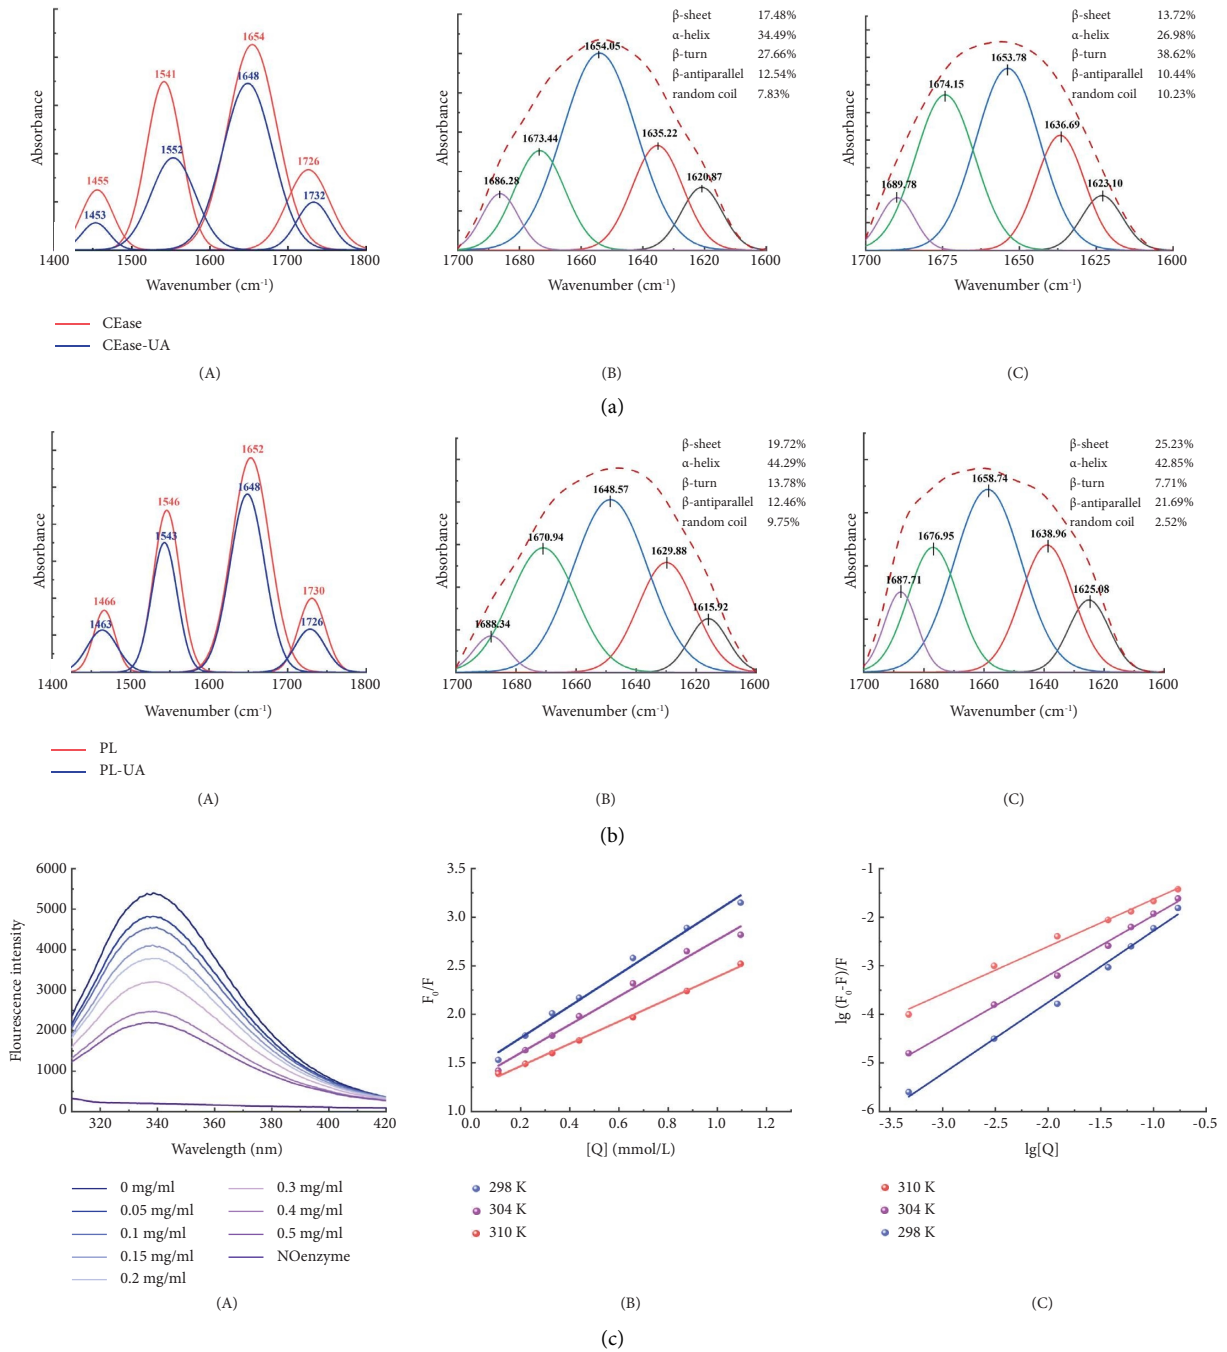 1654
1648
1541
1552
1726
1732
1455
1453
Absorbance
1400 1500 1600 1700 1800
Wavenumber (cm-1)
CEase
CEase-UA
(A)
β-sheet 17.48%
α-helix 34.49%
β-turn 27.66%
β-antiparallel 12.54%
random coil 7.83%
1654.05
1673.44
1635.22
1686.28
1620.87
Absorbance
1700 1680 1660 1640 1620 1600
Wavenumber (cm-1)
(B)
β-sheet 13.72%
α-helix 26.98%
β-turn 38.62%
β-antiparallel 10.44%
random coil 10.23%
1653.78
1674.15
1636.69
1689.78
1623.10
Absorbance
1700 1675 1650 1625 1600
Wavenumber (cm-1)
(C)
(a)
1652
1648
1546
1543
1730
1726
1466
1463
Absorbance
1400 1500 1600 1700 1800
Wavenumber (cm-1)
PL
PL-UA
(A)
β-sheet 19.72%
α-helix 44.29%
β-turn 13.78%
β-antiparallel 12.46%
random coil 9.75%
1648.57
1670.94
1629.88
1688.34
1615.92
Absorbance
1700 1680 1660 1640 1620 1600
Wavenumber (cm-1)
(B)
β-sheet 25.23%
α-helix 42.85%
β-turn 7.71%
β-antiparallel 21.69%
random coil 2.52%
1658.74
1676.95
1638.96
1687.71
1625.08
Absorbance
1700 1680 1660 1640 1620 1600
Wavenumber (cm-1)
(C)
(b)
6000
5000
4000
3000
2000
1000
0
Flourescence intensity
320 340 360 380 400 420
Wavelength (nm)
0 mg/ml
0.05 mg/ml
0.1 mg/ml
0.15 mg/ml
0.2 mg/ml
0.3 mg/ml
0.4 mg/ml
0.5 mg/ml
NOenzyme
(A)
3.5
3.0
2.5
2.0
1.5
1.0
F0/F
0.0 0.2 0.4 0.6 0.8 1.0 1.2
[Q] (mmol/L)
298 K
304 K
310 K
(B)
-1
-2
-3
-4
-5
-6
lg (F0-F)/F
-3.5 -3.0 -2.5 -2.0 -1.5 -1.0 -0.5
lg[Q]
310 K
304 K
298 K
(C)
(c)